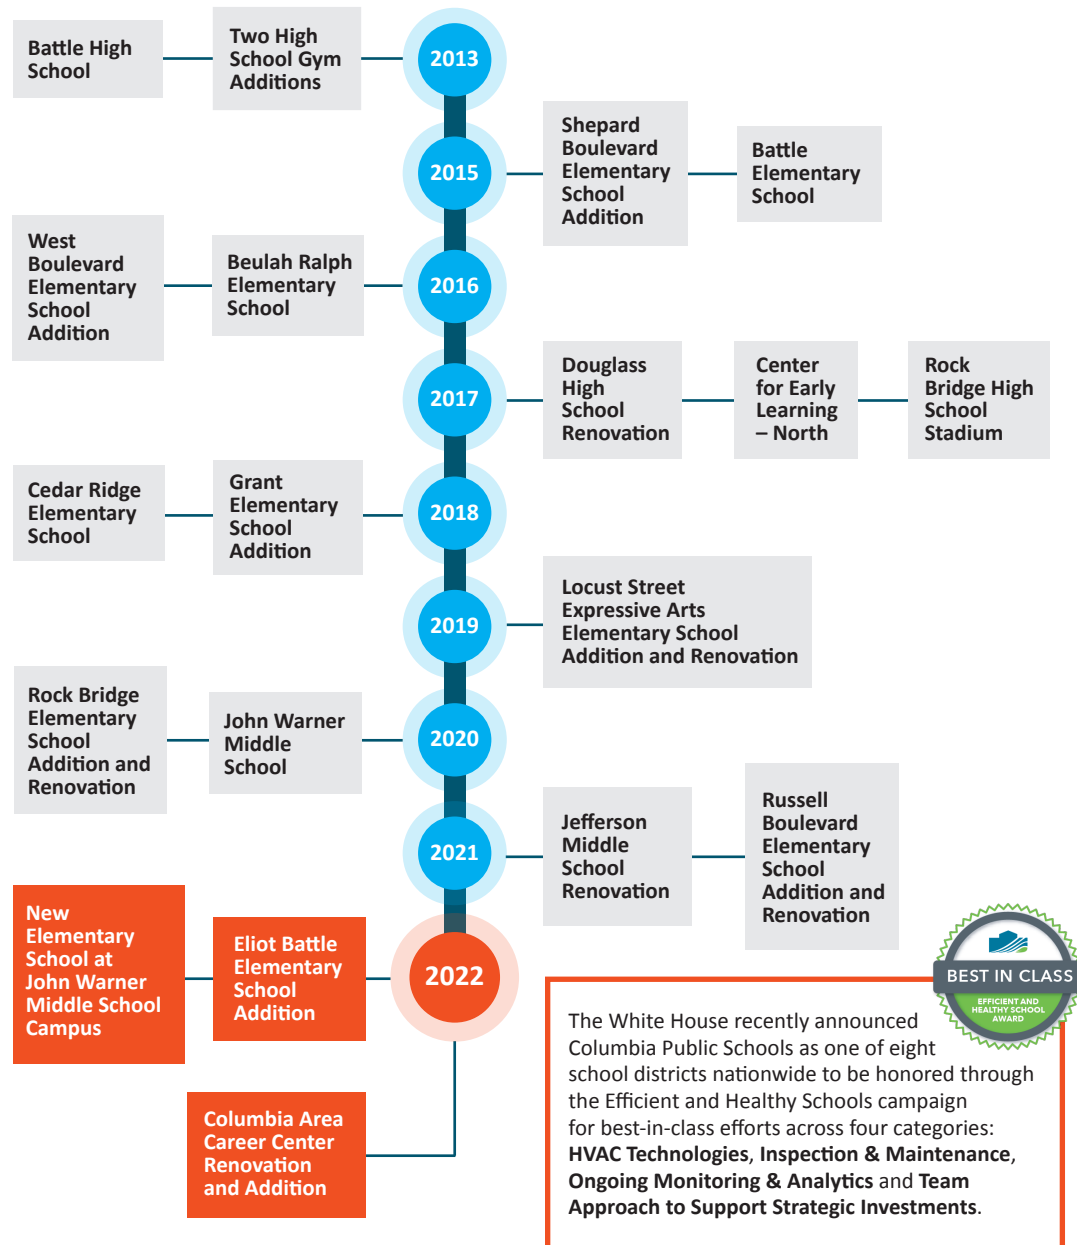 Battle High
School
Two High
School Gym
Additions
2013
2015
Shepard
Boulevard
Elementary
School
Addition
Battle
Elementary
School
West
Boulevard
Elementary
School
Addition
Beulah Ralph
Elementary
School
2016
2017
Douglass
High
School
Renovation
Center
for Early
Learning
– North
Rock
Bridge High
School
Stadium
Cedar Ridge
Elementary
School
Grant
Elementary
School
Addition
2018
2019
Locust Street
Expressive Arts
Elementary School
Addition and Renovation
Rock Bridge
Elementary
School
Addition and
Renovation
John Warner
Middle
School
2020
2021
Jefferson
Middle
School
Renovation
Russell
Boulevard
Elementary
School
Addition and
Renovation
New
Elementary
School at
John Warner
Middle School
Campus
Eliot Battle
Elementary
School
Addition
2022
Columbia Area
Career Center
Renovation
and Addition
BEST IN CLASS
EFFICIENT AND
HEALTHY SCHOOL
AWARD
The White House recently announced
Columbia Public Schools as one of eight
school districts nationwide to be honored through
the Efficient and Healthy Schools campaign
for best-in-class efforts across four categories:
HVAC Technologies, Inspection & Maintenance,
Ongoing Monitoring & Analytics and Team
Approach to Support Strategic Investments.